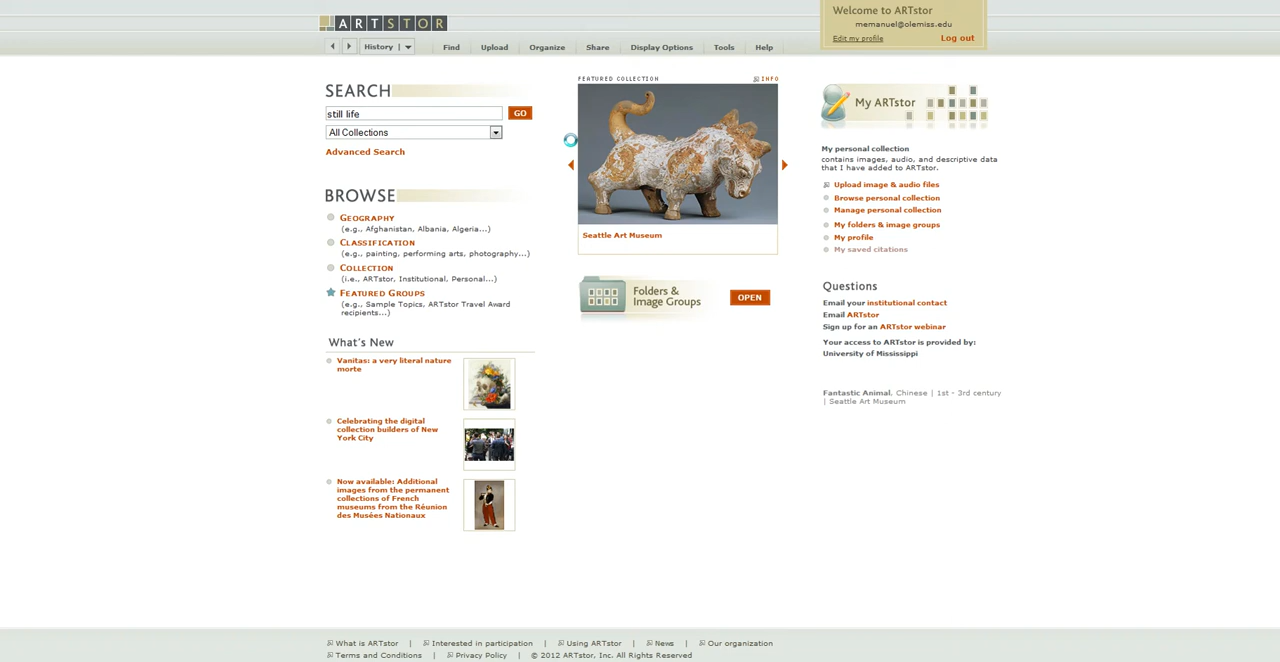 ARTSTOR
Welcome to ARTstor
memanuel@olemiss.edu
Edit my profile
Log out
History |
Find
Upload
Organize
Share
Display Options
Tools
Help
SEARCH
still life
GO
All Collections
Advanced Search
BROWSE
GEOGRAPHY
(e.g., Afghanistan, Albania, Algeria...)
CLASSIFICATION
(e.g., painting, performing arts, photography...)
COLLECTION
(i.e., ARTstor, Institutional. Personal...)
FEATURED GROUPS
(e.g., Sample Topics, ARTstor Travel Award
recipients...)
What's New
Vanitas: a very literal nature
morte
Celebrating the digital
collection builders of New
York City
Now available: Additional
images from the permanent
collections of French
museums from the Réunion
des Musées Nationaux
FEATURED COLLECTION
INFO
Seattle Art Museum
Folders &
Image Groups
OPEN
My ARTstor
My personal collection
contains images, audio, and descriptive data
that I have added to ARTstor.
Upload image & audio files
Browse personal collection
Manage personal collection
My folders & image groups
My profile
My saved citations
Questions
Email your institutional contact
Email ARTstor
Sign up for an ARTstor webinar
Your access to ARTstor is provided by:
University of Mississippi
Fantastic Animal. Chinese | 1st - 3rd century
| Seattle Art Museum
What is ARTstor | Interested in participation | Using ARTstor | News | Our organization
Terms and Conditions | Privacy Policy | © 2012 ARTstor, Inc. All Rights Reserved